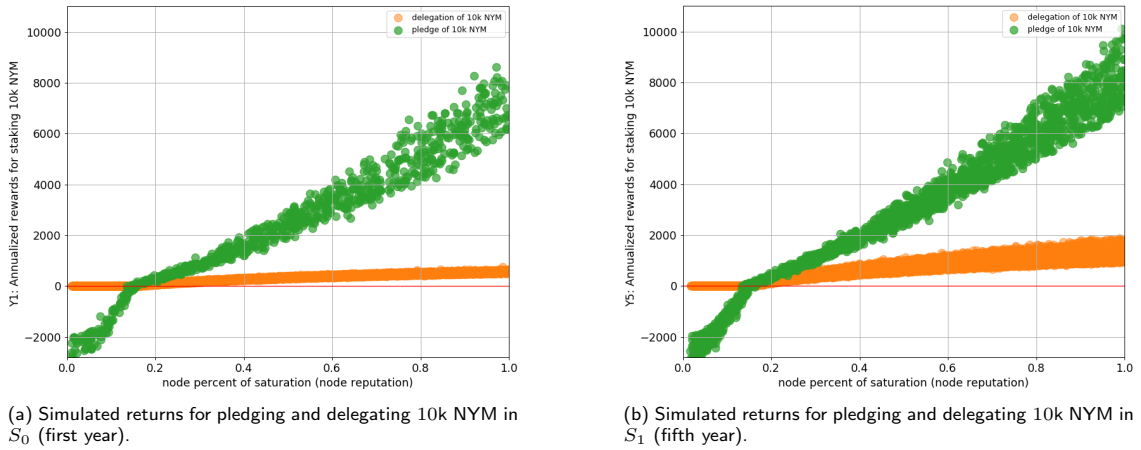 delegation of 10k NYM
pledge of 10k NYM
Y1: Annualized rewards for staking 10k NYM
10000
8000
6000
4000
2000
0
−2000
0.0 0.2 0.4 0.6 0.8 1.0
node percent of saturation (node reputation)
(a) Simulated returns for pledging and delegating 10k NYM in
S₀ (first year).
delegation of 10k NYM
pledge of 10k NYM
Y5: Annualized rewards for staking 10k NYM
10000
8000
6000
4000
2000
0
−2000
0.0 0.2 0.4 0.6 0.8 1.0
node percent of saturation (node reputation)
(b) Simulated returns for pledging and delegating 10k NYM in
S₁ (fifth year).